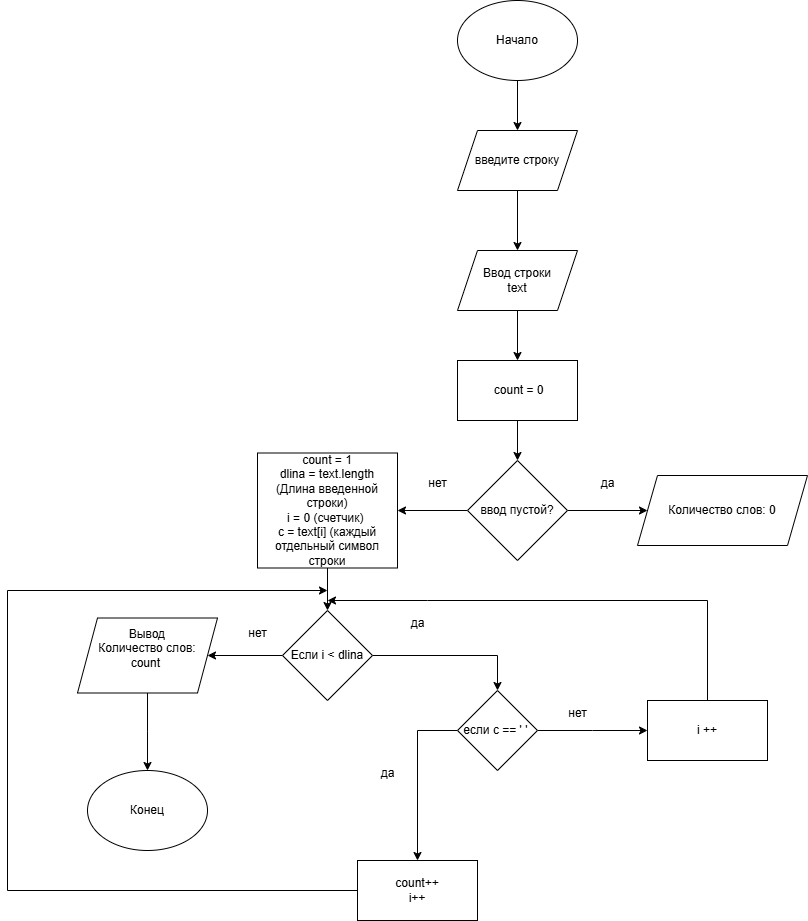 Начало
введите строку
Ввод строки
text
count = 0
ввод пустой?
нет
да
Количество слов: 0
count = 1
dlina = text.length
(Длина введенной
строки)
i = 0 (счетчик)
c = text[i] (каждый
отдельный символ
строки
Если i < dlina
нет
да
Вывод
Количество слов:
count
Конец
если c == ' '
нет
да
i ++
count++
i++